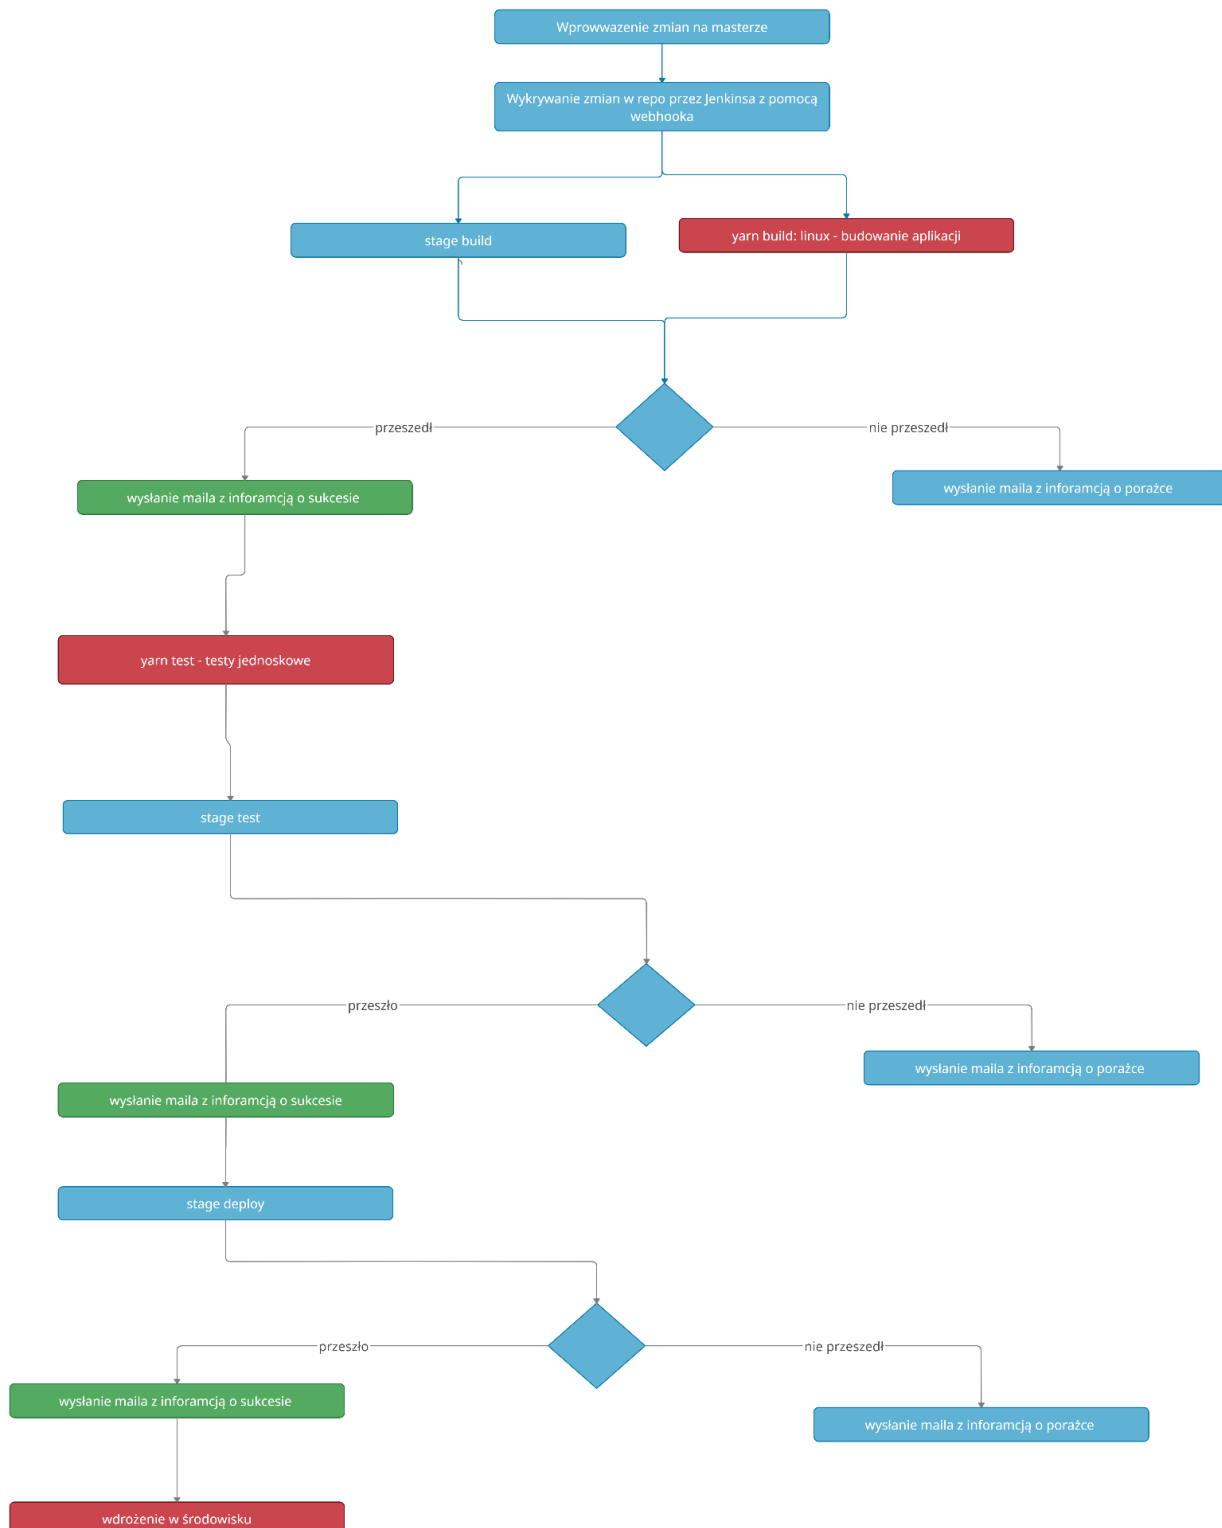 Wprowwazenie zmian na masterze
Wykrywanie zmian w repo przez Jenkinsa z pomocą
webhooka
stage build
yarn build: linux - budowanie aplikacji
przeszedł
nie przeszedł
wysłanie maila z inforamcją o sukcesie
wysłanie maila z inforamcją o porażce
yarn test - testy jednoskowe
stage test
przeszło
nie przeszedł
wysłanie maila z inforamcją o porażce
wysłanie maila z inforamcją o sukcesie
stage deploy
przeszło
nie przeszedł
wysłanie maila z inforamcją o sukcesie
wysłanie maila z inforamcją o porażce
wdrożenie w środowisku